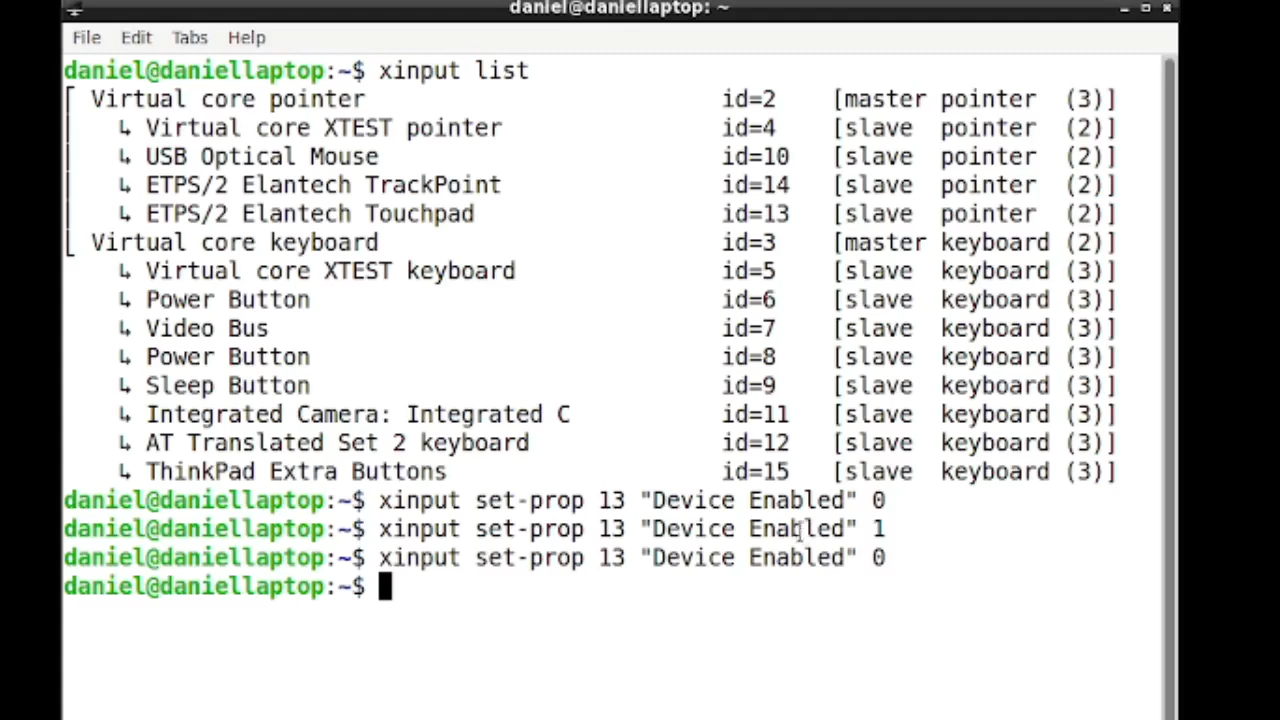 daniel@daniellaptop: ~
File Edit Tabs Help
daniel@daniellaptop:~$ xinput list
⎡ Virtual core pointer id=2 [master pointer (3)]
⎜ ↳ Virtual core XTEST pointer id=4 [slave pointer (2)]
⎜ ↳ USB Optical Mouse id=10 [slave pointer (2)]
⎜ ↳ ETPS/2 Elantech TrackPoint id=14 [slave pointer (2)]
⎜ ↳ ETPS/2 Elantech Touchpad id=13 [slave pointer (2)]
⎣ Virtual core keyboard id=3 [master keyboard (2)]
↳ Virtual core XTEST keyboard id=5 [slave keyboard (3)]
↳ Power Button id=6 [slave keyboard (3)]
↳ Video Bus id=7 [slave keyboard (3)]
↳ Power Button id=8 [slave keyboard (3)]
↳ Sleep Button id=9 [slave keyboard (3)]
↳ Integrated Camera: Integrated C id=11 [slave keyboard (3)]
↳ AT Translated Set 2 keyboard id=12 [slave keyboard (3)]
↳ ThinkPad Extra Buttons id=15 [slave keyboard (3)]
daniel@daniellaptop:~$ xinput set-prop 13 "Device Enabled" 0
daniel@daniellaptop:~$ xinput set-prop 13 "Device Enabled" 1
daniel@daniellaptop:~$ xinput set-prop 13 "Device Enabled" 0
daniel@daniellaptop:~$